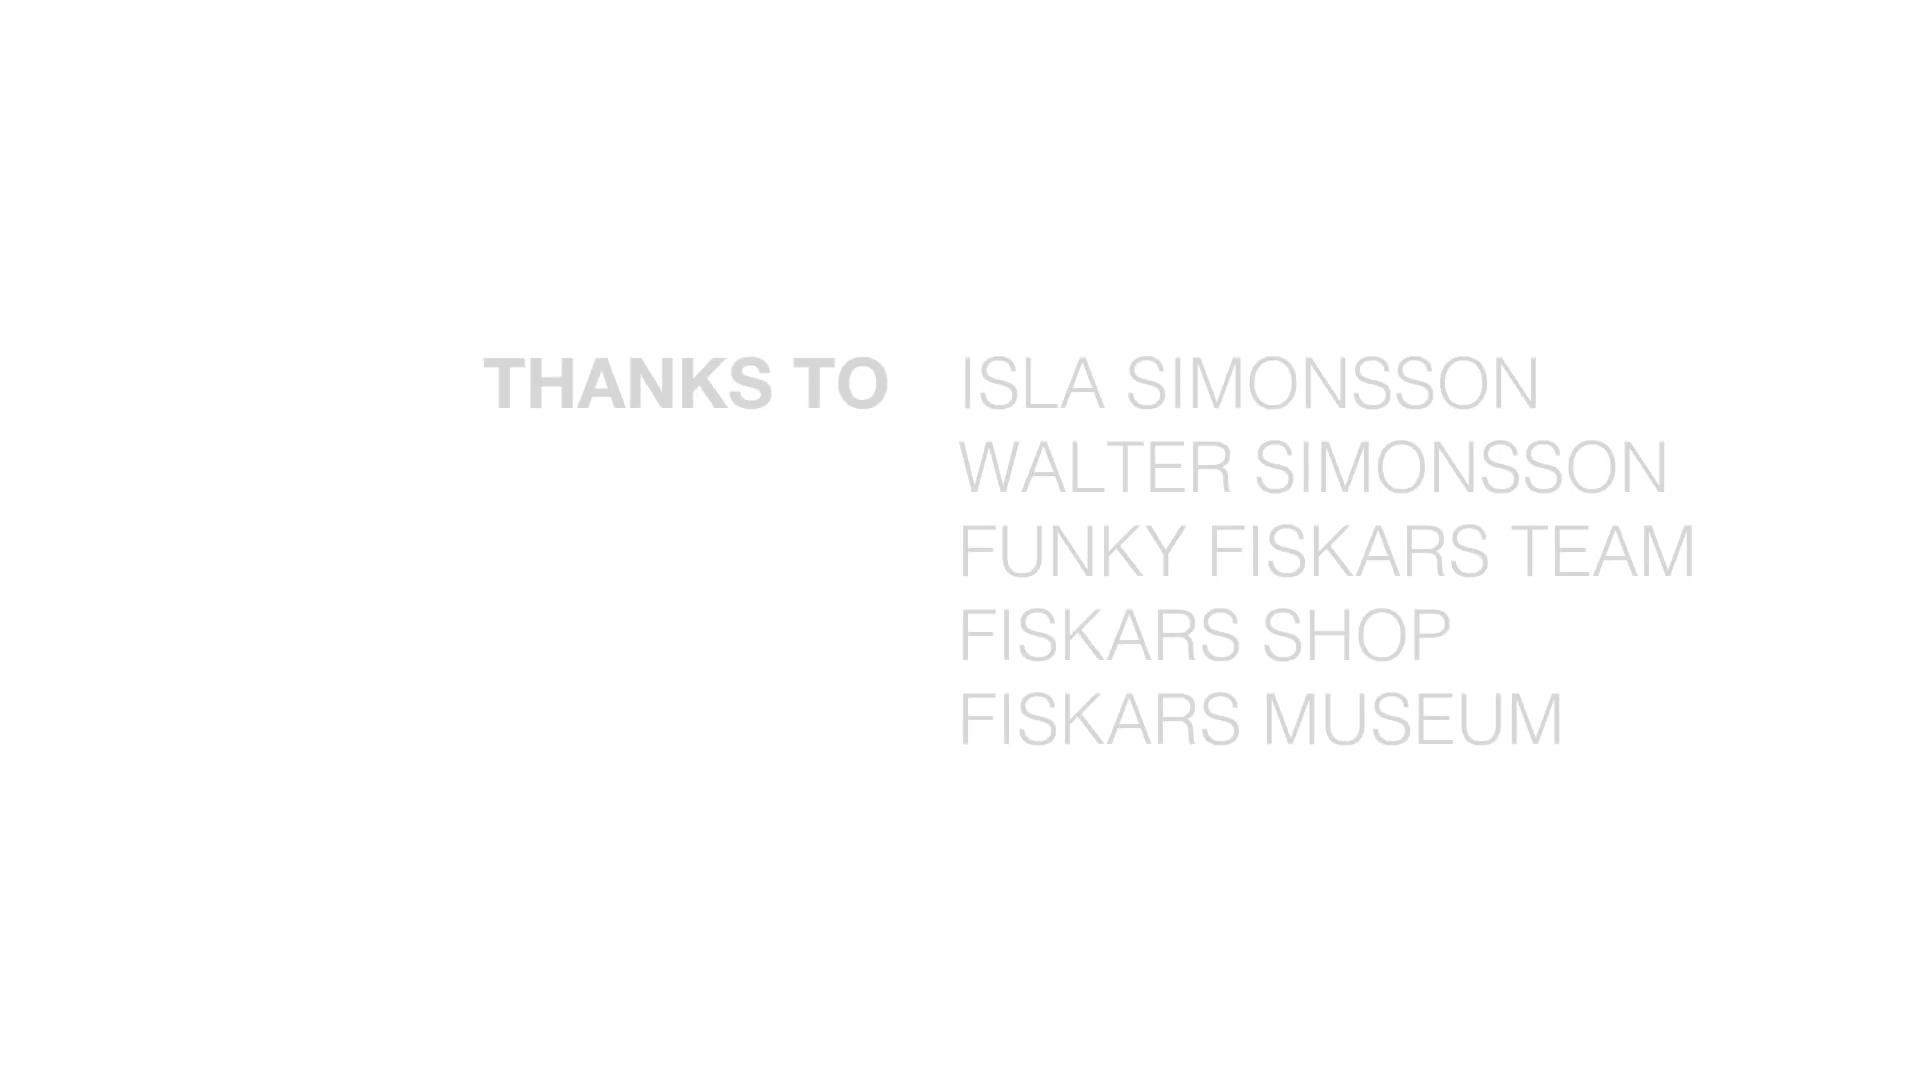 THANKS TO ISLA SIMONSSON
WALTER SIMONSSON
FUNKY FISKARS TEAM
FISKARS SHOP
FISKARS MUSEUM